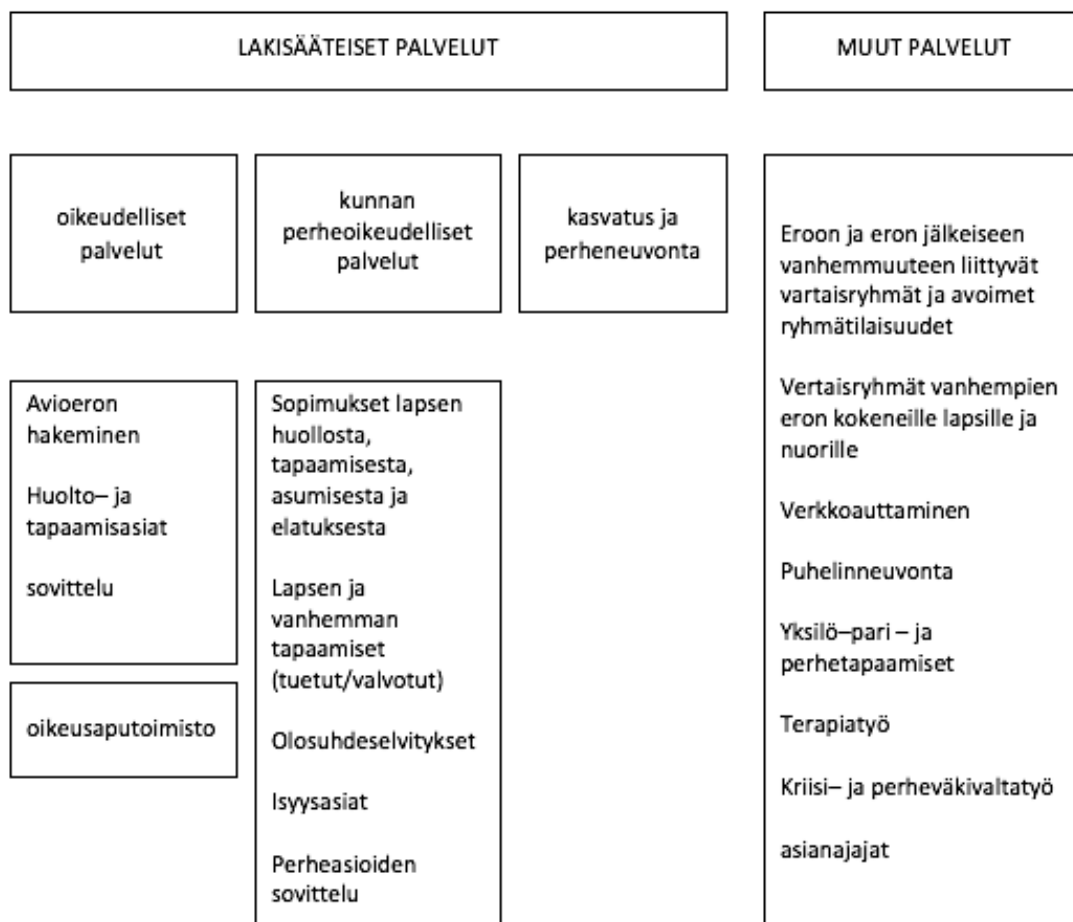 LAKISÄÄTEISET PALVELUT
MUUT PALVELUT
oikeudelliset
palvelut
kunnan
perheoikeudelliset
palvelut
kasvatus ja
perheneuvonta
Avioeron
hakeminen
Huolto– ja
tapaamisasiat
sovittelu
oikeusaputoimisto
Sopimukset lapsen
huollosta,
tapaamisesta,
asumisesta ja
elatuksesta
Lapsen ja
vanhemman
tapaamiset
(tuetut/valvotut)
Olosuhdeselvitykset
Isyysasiat
Perheasioiden
sovittelu
Eroon ja eron jälkeiseen
vanhemmuuteen liittyvät
vartaisryhmät ja avoimet
ryhmätilaisuudet
Vertaisryhmät vanhempien
eron kokeneille lapsille ja
nuorille
Verkkoauttaminen
Puhelinneuvonta
Yksilö–pari – ja
perhetapaamiset
Terapiatyö
Kriisi– ja perheväkivaltatyö
asianajajat